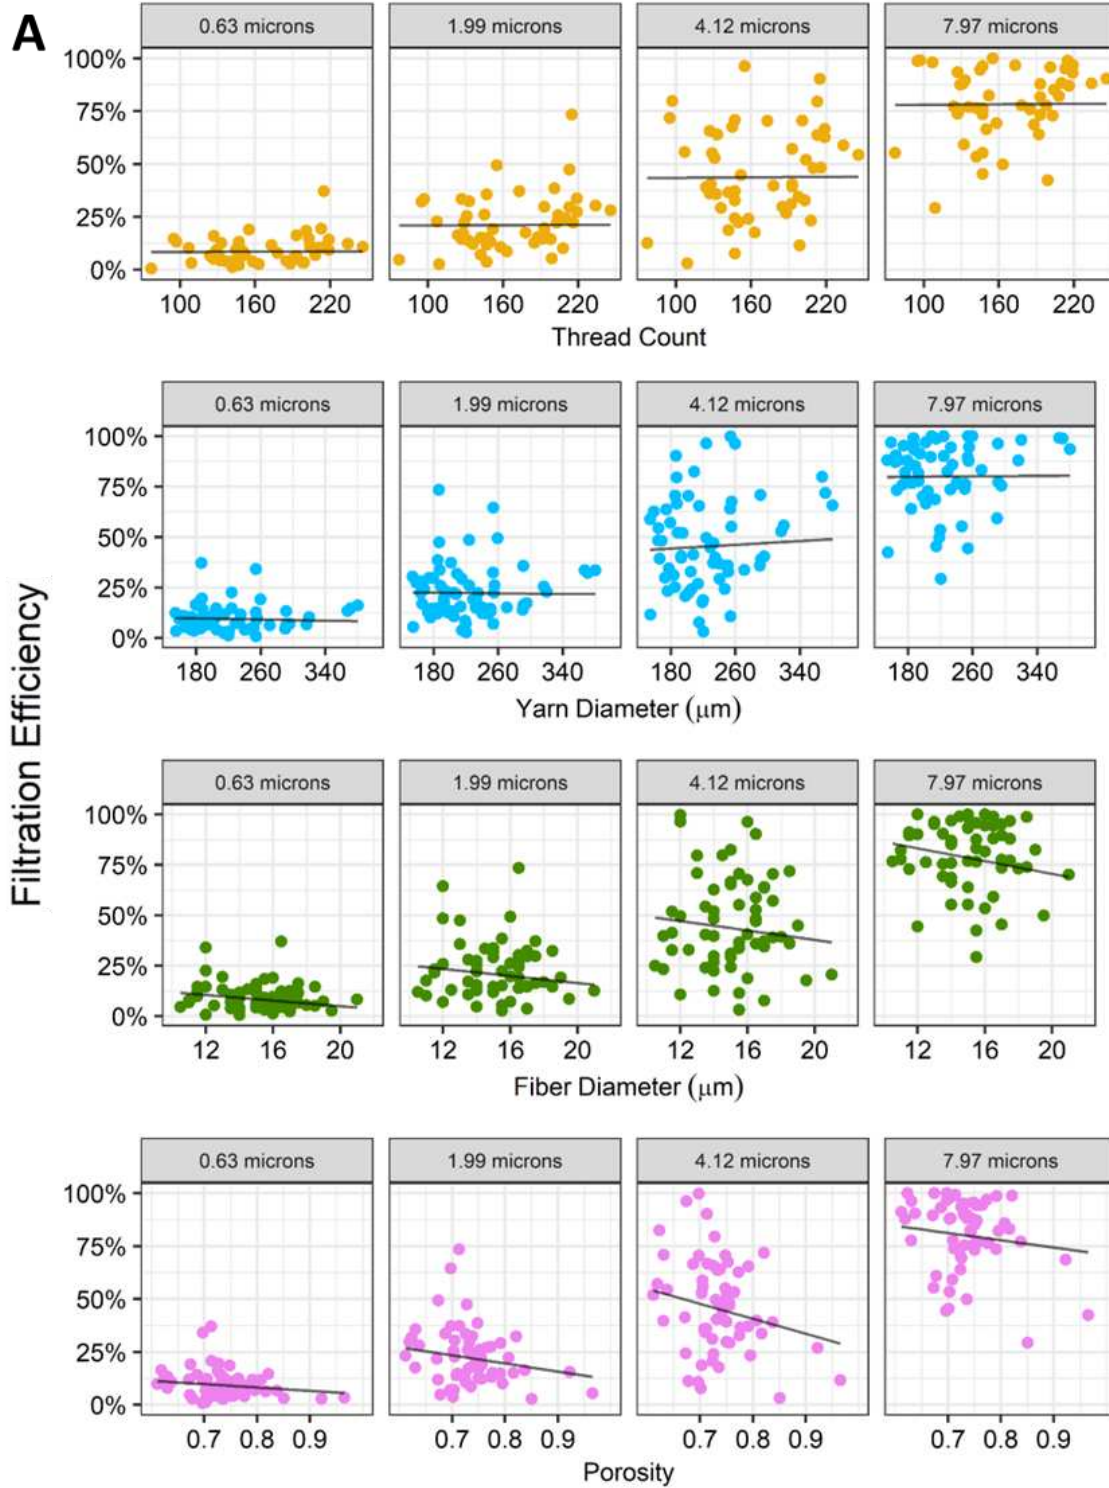 A
0.63 microns 1.99 microns 4.12 microns 7.97 microns
100%
75%
50%
25%
0%
100 160 220 100 160 220 100 160 220 100 160 220
Thread Count
0.63 microns 1.99 microns 4.12 microns 7.97 microns
100%
75%
50%
25%
0%
180 260 340 180 260 340 180 260 340 180 260 340
Yarn Diameter (μm)
Filtration Efficiency
0.63 microns 1.99 microns 4.12 microns 7.97 microns
100%
75%
50%
25%
0%
12 16 20 12 16 20 12 16 20 12 16 20
Fiber Diameter (μm)
0.63 microns 1.99 microns 4.12 microns 7.97 microns
100%
75%
50%
25%
0%
0.7 0.8 0.9 0.7 0.8 0.9 0.7 0.8 0.9 0.7 0.8 0.9
Porosity